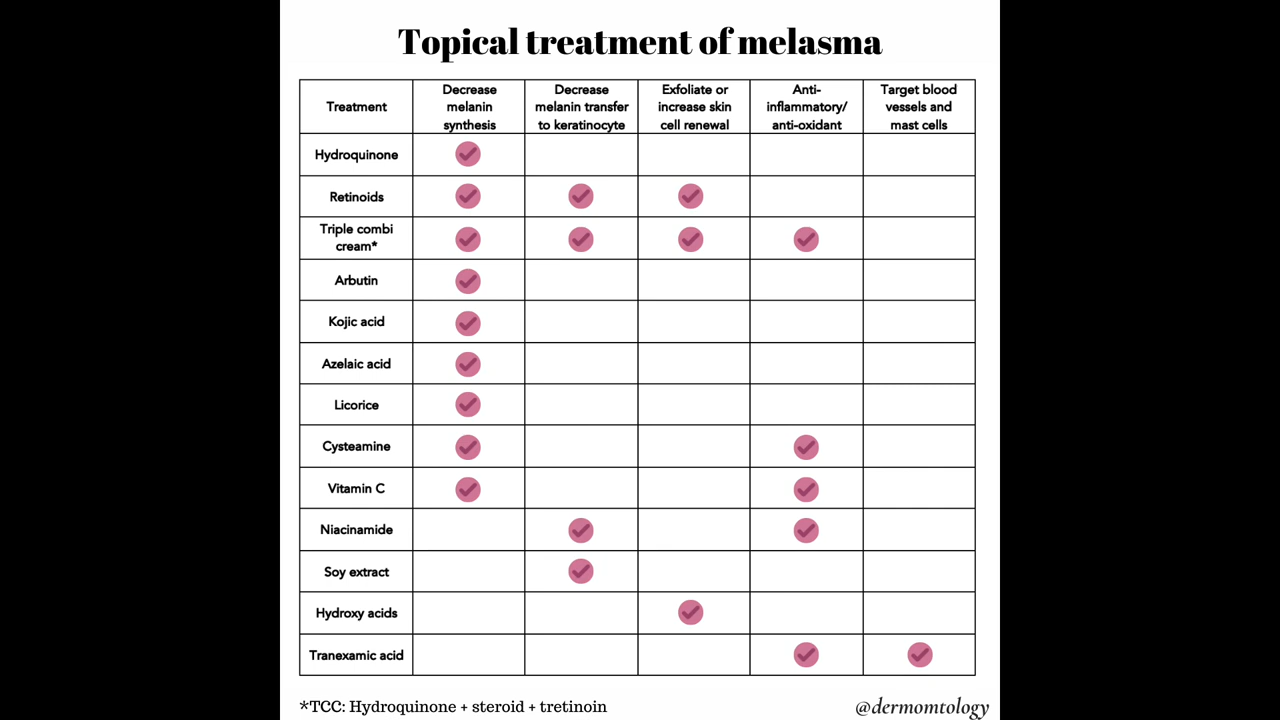 Topical treatment of melasma
Treatment
Decrease
melanin
synthesis
Decrease
melanin transfer
to keratinocyte
Exfoliate or
increase skin
cell renewal
Anti-
inflammatory/
anti-oxidant
Target blood
vessels and
mast cells
Hydroquinone
Retinoids
Triple combi
cream*
Arbutin
Kojic acid
Azelaic acid
Licorice
Cysteamine
Vitamin C
Niacinamide
Soy extract
Hydroxy acids
Tranexamic acid
*TCC: Hydroquinone + steroid + tretinoin
@dermomtology